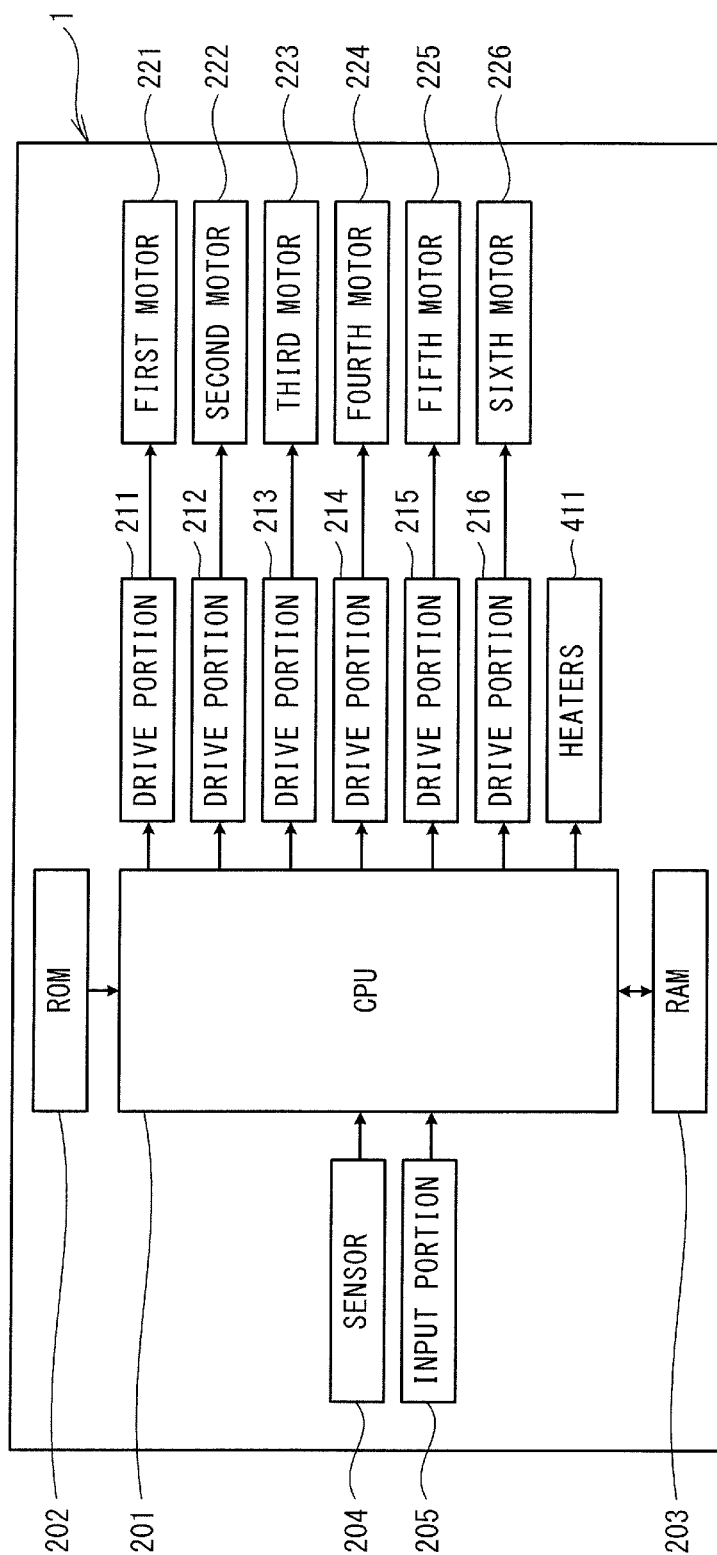 1
ROM
202
CPU
201
RAM
203
SENSOR
204
INPUT PORTION
205
DRIVE PORTION
211
FIRST MOTOR
221
DRIVE PORTION
212
SECOND MOTOR
222
DRIVE PORTION
213
THIRD MOTOR
223
DRIVE PORTION
214
FOURTH MOTOR
224
DRIVE PORTION
215
FIFTH MOTOR
225
DRIVE PORTION
216
SIXTH MOTOR
226
HEATERS
411